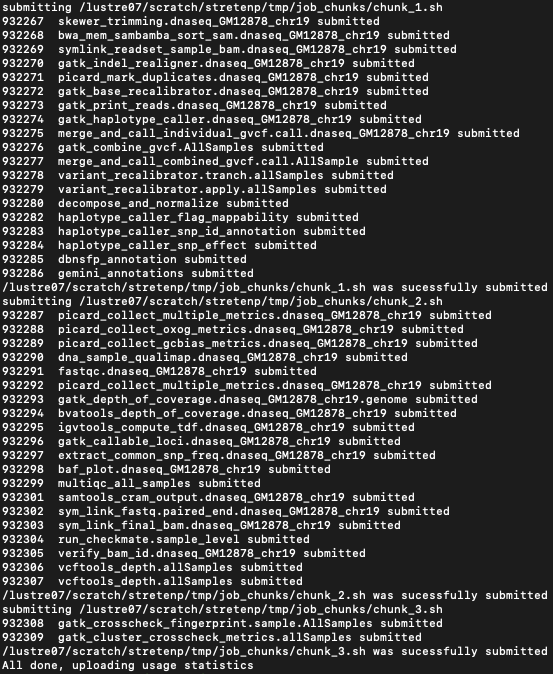 submitting /lustre07/scratch/stretenp/tmp/job_chunks/chunk_1.sh
932267  skewer_trimming.dnaseq_GM12878_chr19 submitted
932268  bwa_mem_sambamba_sort_sam.dnaseq_GM12878_chr19 submitted
932269  symlink_readset_sample_bam.dnaseq_GM12878_chr19 submitted
932270  gatk_indel_realigner.dnaseq_GM12878_chr19 submitted
932271  picard_mark_duplicates.dnaseq_GM12878_chr19 submitted
932272  gatk_base_recalibrator.dnaseq_GM12878_chr19 submitted
932273  gatk_print_reads.dnaseq_GM12878_chr19 submitted
932274  gatk_haplotype_caller.dnaseq_GM12878_chr19 submitted
932275  merge_and_call_individual_gvcf.call.dnaseq_GM12878_chr19 submitted
932276  gatk_combine_gvcf.AllSamples submitted
932277  merge_and_call_combined_gvcf.call.AllSample submitted
932278  variant_recalibrator.tranch.allSamples submitted
932279  variant_recalibrator.apply.allSamples submitted
932280  decompose_and_normalize submitted
932282  haplotype_caller_flag_mappability submitted
932283  haplotype_caller_snp_id_annotation submitted
932284  haplotype_caller_snp_effect submitted
932285  dbnsfp_annotation submitted
932286  gemini_annotations submitted
/lustre07/scratch/stretenp/tmp/job_chunks/chunk_1.sh was sucessfully submitted
submitting /lustre07/scratch/stretenp/tmp/job_chunks/chunk_2.sh
932287  picard_collect_multiple_metrics.dnaseq_GM12878_chr19 submitted
932288  picard_collect_oxog_metrics.dnaseq_GM12878_chr19 submitted
932289  picard_collect_gcbias_metrics.dnaseq_GM12878_chr19 submitted
932290  dna_sample_qualimap.dnaseq_GM12878_chr19 submitted
932291  fastqc.dnaseq_GM12878_chr19 submitted
932292  picard_collect_multiple_metrics.dnaseq_GM12878_chr19 submitted
932293  gatk_depth_of_coverage.dnaseq_GM12878_chr19.genome submitted
932294  bvatools_depth_of_coverage.dnaseq_GM12878_chr19 submitted
932295  igvtools_compute_tdf.dnaseq_GM12878_chr19 submitted
932296  gatk_callable_loci.dnaseq_GM12878_chr19 submitted
932297  extract_common_snp_freq.dnaseq_GM12878_chr19 submitted
932298  baf_plot.dnaseq_GM12878_chr19 submitted
932299  multiqc_all_samples submitted
932301  samtools_cram_output.dnaseq_GM12878_chr19 submitted
932302  sym_link_fastq.paired_end.dnaseq_GM12878_chr19 submitted
932303  sym_link_final_bam.dnaseq_GM12878_chr19 submitted
932304  run_checkmate.sample_level submitted
932305  verify_bam_id.dnaseq_GM12878_chr19 submitted
932306  vcftools_depth.allSamples submitted
932307  vcftools_depth.allSamples submitted
/lustre07/scratch/stretenp/tmp/job_chunks/chunk_2.sh was sucessfully submitted
submitting /lustre07/scratch/stretenp/tmp/job_chunks/chunk_3.sh
932308  gatk_crosscheck_fingerprint.sample.AllSamples submitted
932309  gatk_cluster_crosscheck_metrics.allSamples submitted
/lustre07/scratch/stretenp/tmp/job_chunks/chunk_3.sh was sucessfully submitted
All done, uploading usage statistics